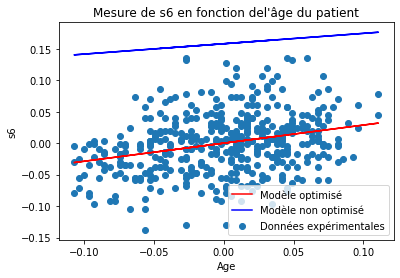 Mesure de s6 en fonction del'âge du patient
0.15
0.10
0.05
0.00
−0.05
−0.10
−0.15
s6
Modèle optimisé
Modèle non optimisé
Données expérimentales
−0.10
−0.05
0.00
0.05
0.10
Age